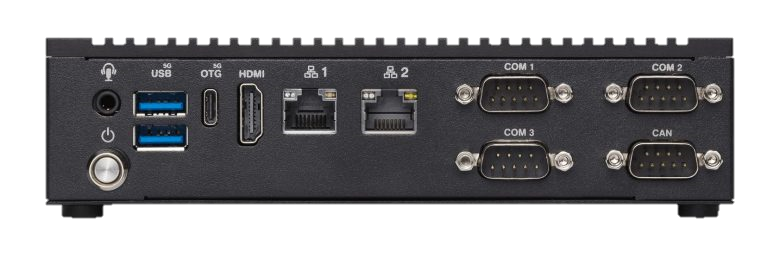 5G
USB
5G
OTG
HDMI
1
2
COM 1
COM 2
COM 3
CAN